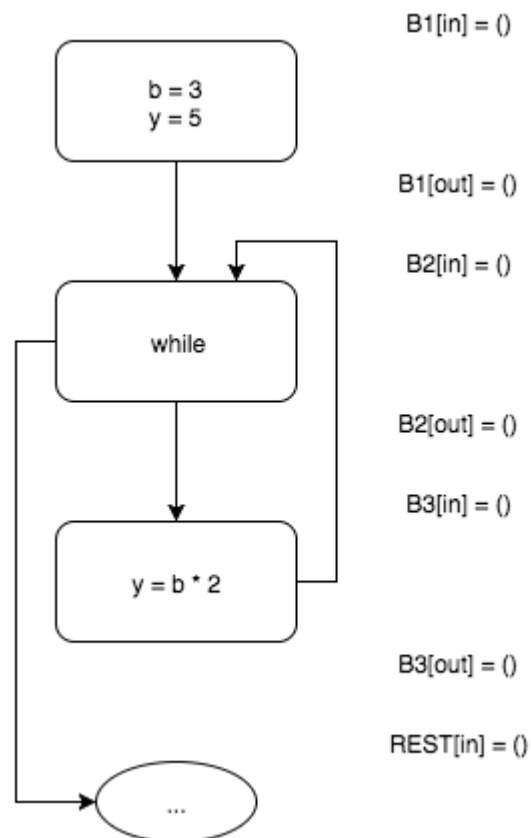 B1[in] = ()
b = 3
y = 5
B1[out] = ()
B2[in] = ()
while
B2[out] = ()
B3[in] = ()
y = b * 2
B3[out] = ()
REST[in] = ()
...